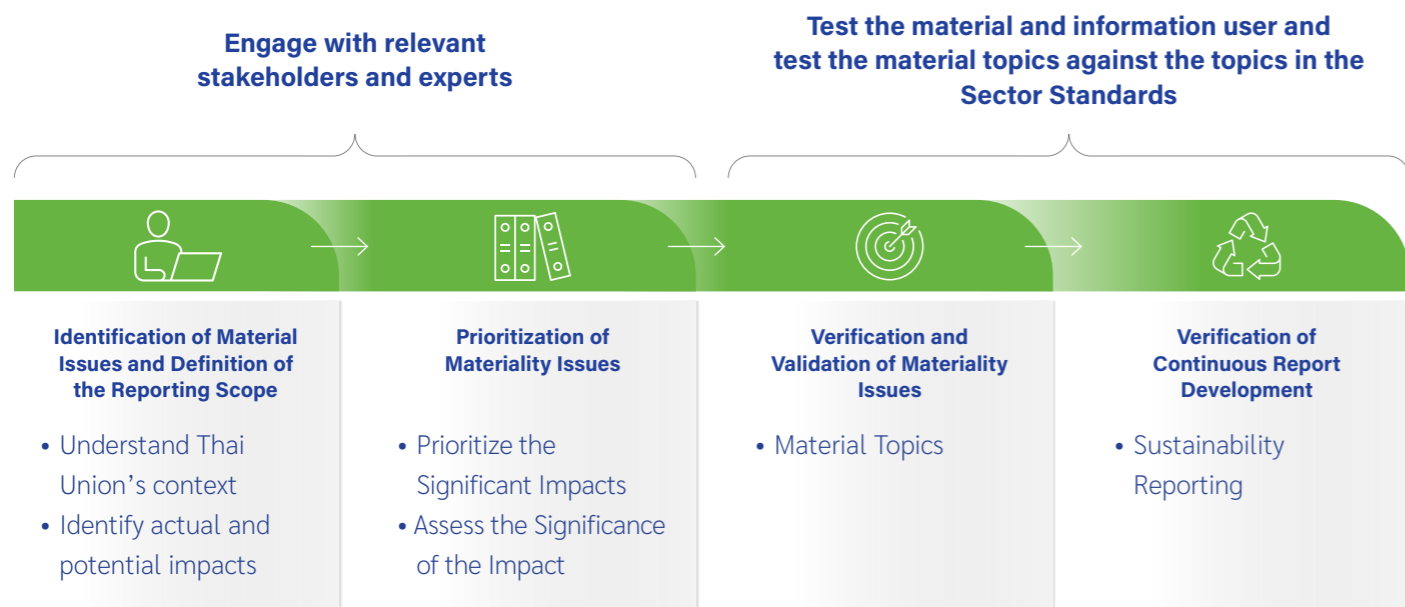 Engage with relevant
stakeholders and experts
Test the material and information user and
test the material topics against the topics in the
Sector Standards
Identification of Material
Issues and Definition of
the Reporting Scope
• Understand Thai
Union’s context
• Identify actual and
potential impacts
Prioritization of
Materiality Issues
• Prioritize the
Significant Impacts
• Assess the Significance
of the Impact
Verification and
Validation of Materiality
Issues
• Material Topics
Verification of
Continuous Report
Development
• Sustainability
Reporting